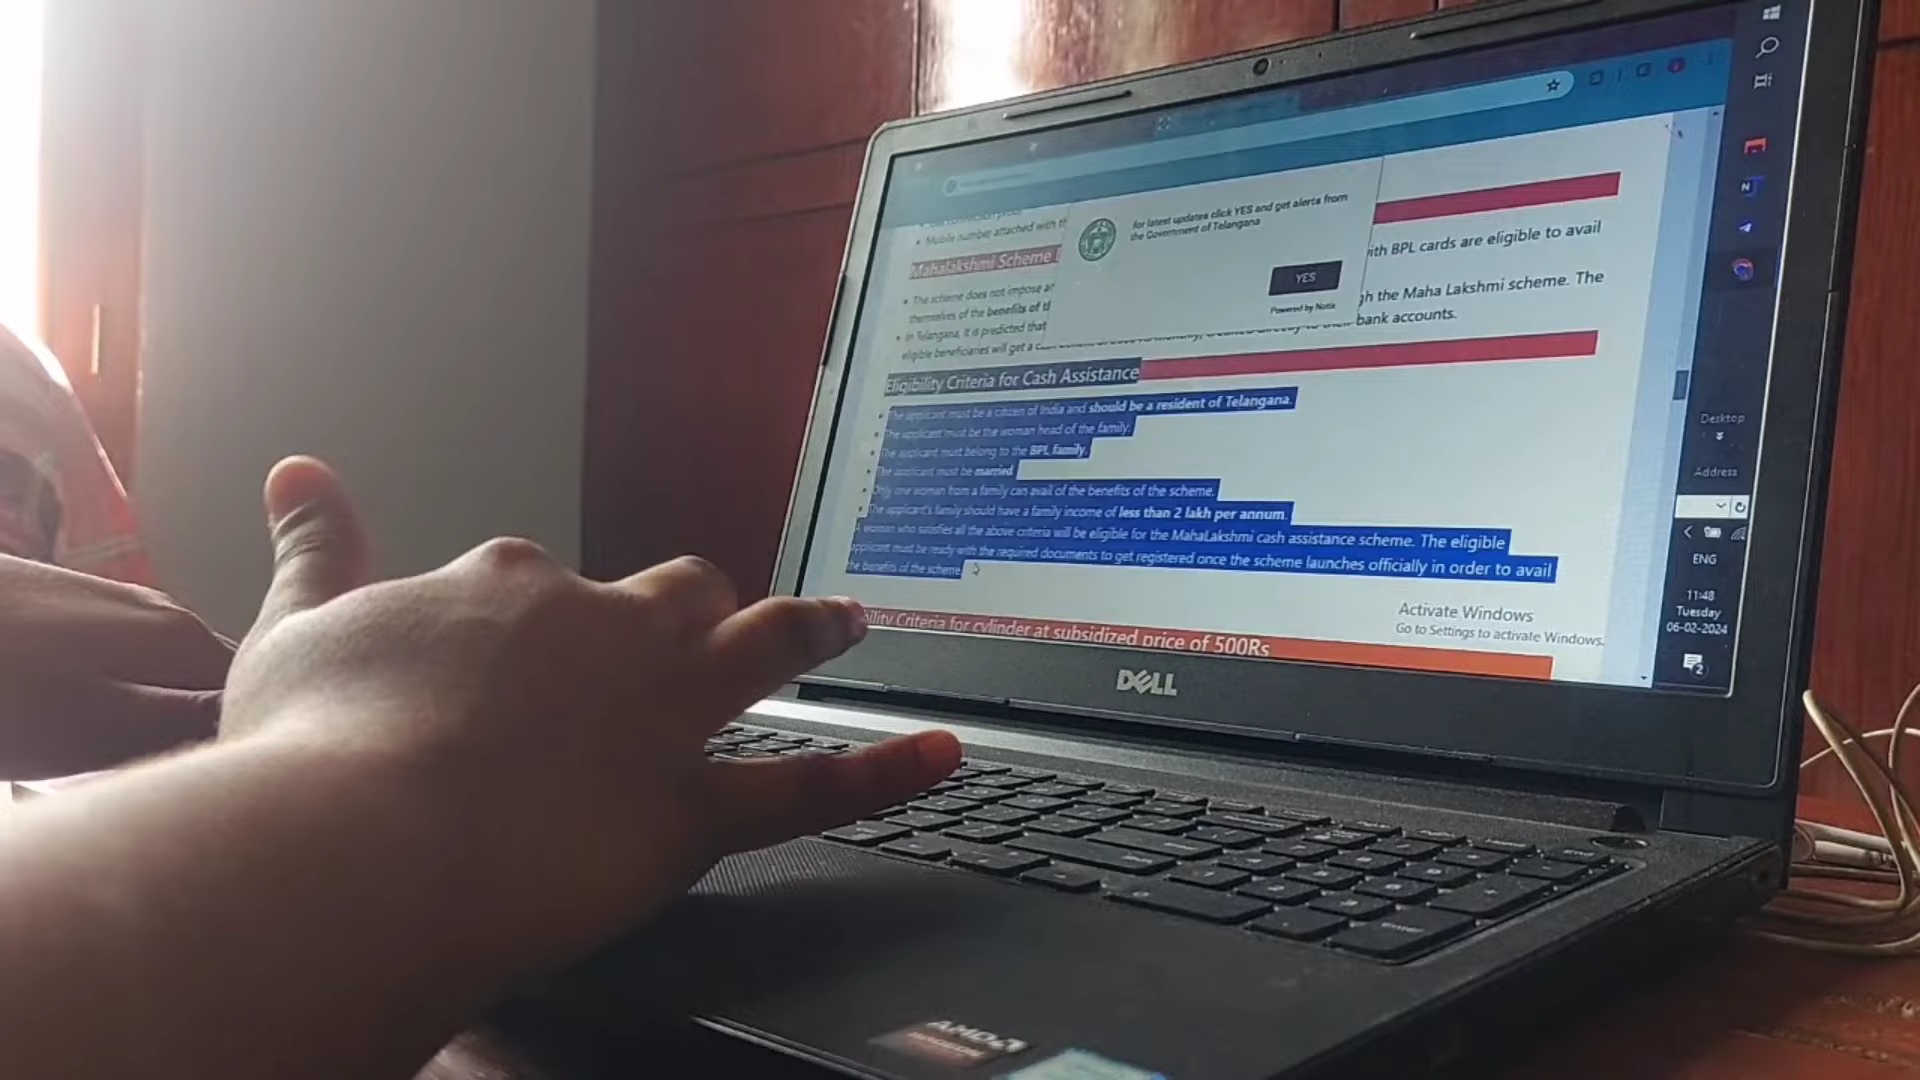 for latest updates click YES and get alerts from
the Government of Telangana
YES
Powered by Notix
Mobile number attached with
with BPL cards are eligible to avail
Mahalakshmi Scheme
The scheme does not impose
themselves of the benefits of
the Maha Lakshmi scheme. The
In Telangana, it is predicted that
bank accounts.
eligible beneficiaries will get a
Eligibility Criteria for Cash Assistance
The applicant must be a citizen of India and should be a resident of Telangana.
The applicant must be the woman head of the family.
The applicant must belong to the BPL family.
The applicant must be married
Only one woman from a family can avail of the benefits of the scheme.
The applicant's family should have a family income of less than 2 lakh per annum.
A woman who satisfies all the above criteria will be eligible for the MahaLakshmi cash assistance scheme. The eligible
applicant must be ready with the required documents to get registered once the scheme launches officially in order to avail
the benefits of the scheme.
Criteria for cylinder at subsidized price of 500Rs
Activate Windows
Go to Settings to activate Windows.
Desktop
Address
ENG
11:48
Tuesday
06-02-2024
2
DELL
AMD
RADEON